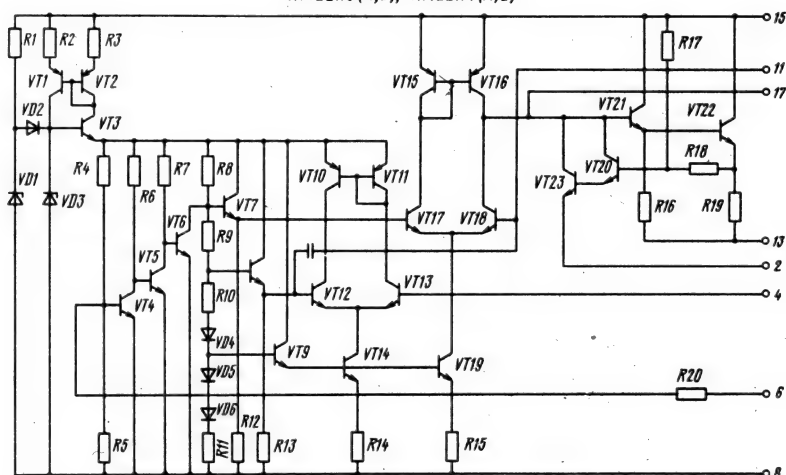 R1
R2
R3
VT1
VT2
VD2
VT3
R4
R6
R7
R8
VD1
VD3
VT6
VT5
VT4
R9
R10
VT7
VD4
VD5
VD6
R5
R11
R12
R13
VT9
VT10
VT11
VT12
VT13
VT14
R14
VT15
VT16
VT17
VT18
VT19
R15
VT21
VT22
VT23
VT20
R17
R18
R16
R19
R20
15
11
17
13
2
4
6
8